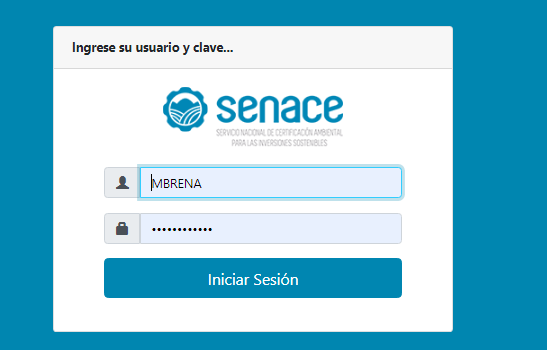 Ingrese su usuario y clave...
senace
SERVICIO NACIONAL DE CERTIFICACIÓN AMBIENTAL
PARA LAS INVERSIONES SOSTENIBLES
MBRENA
••••••••••••
Iniciar Sesión